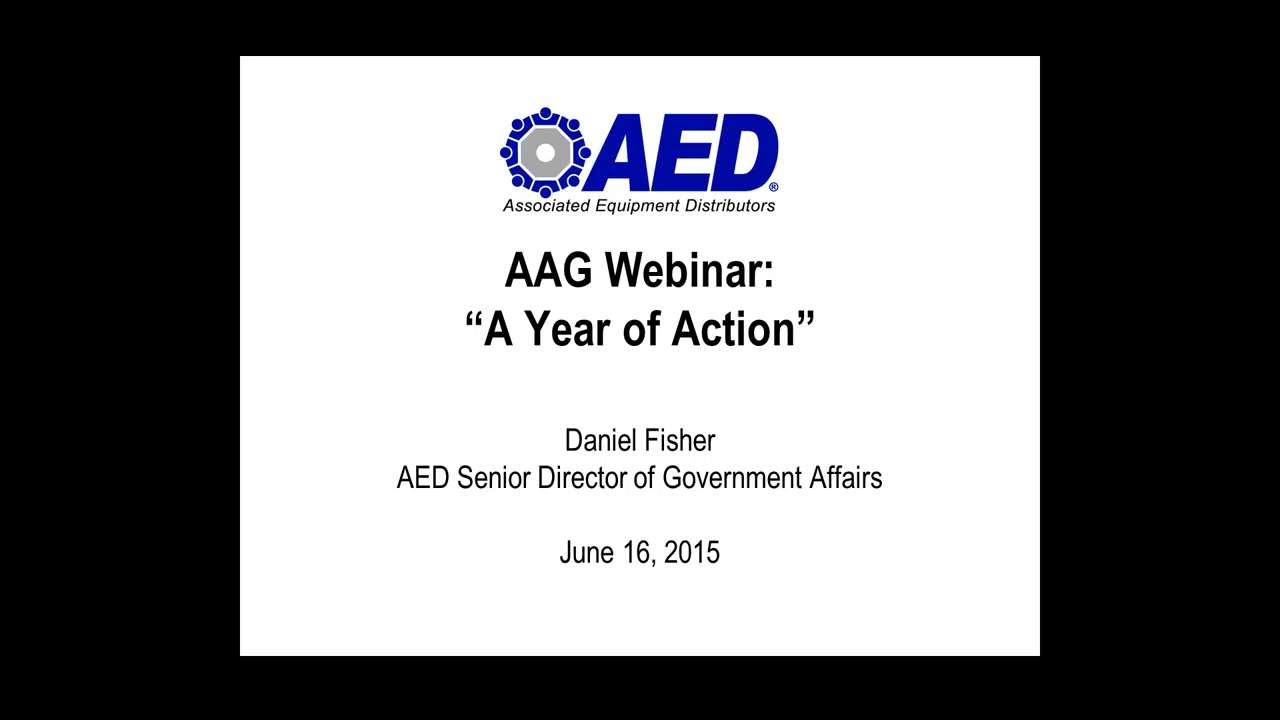 AED®
Associated Equipment Distributors
AAG Webinar:
“A Year of Action”
Daniel Fisher
AED Senior Director of Government Affairs
June 16, 2015